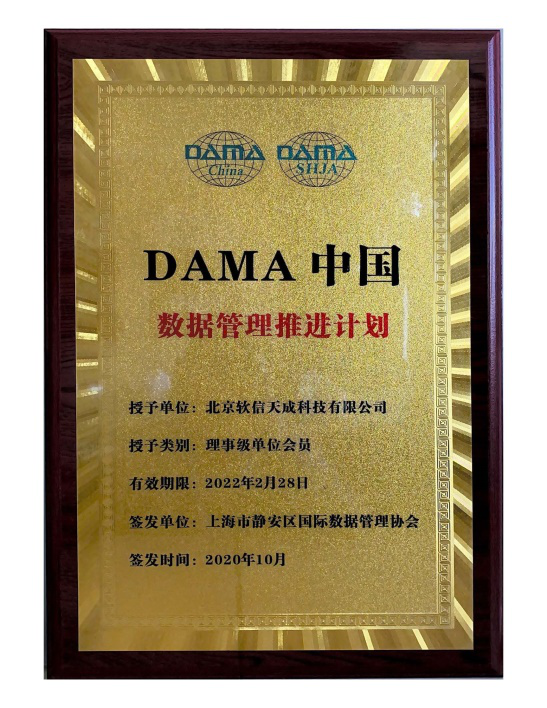 DAMA DAMA
China SHJA
DAMA 中国
数据管理推进计划
授予单位：北京软信天成科技有限公司
授予类别：理事级单位会员
有效期限：2022年2月28日
签发单位：上海市静安区国际数据管理协会
签发时间：2020年10月